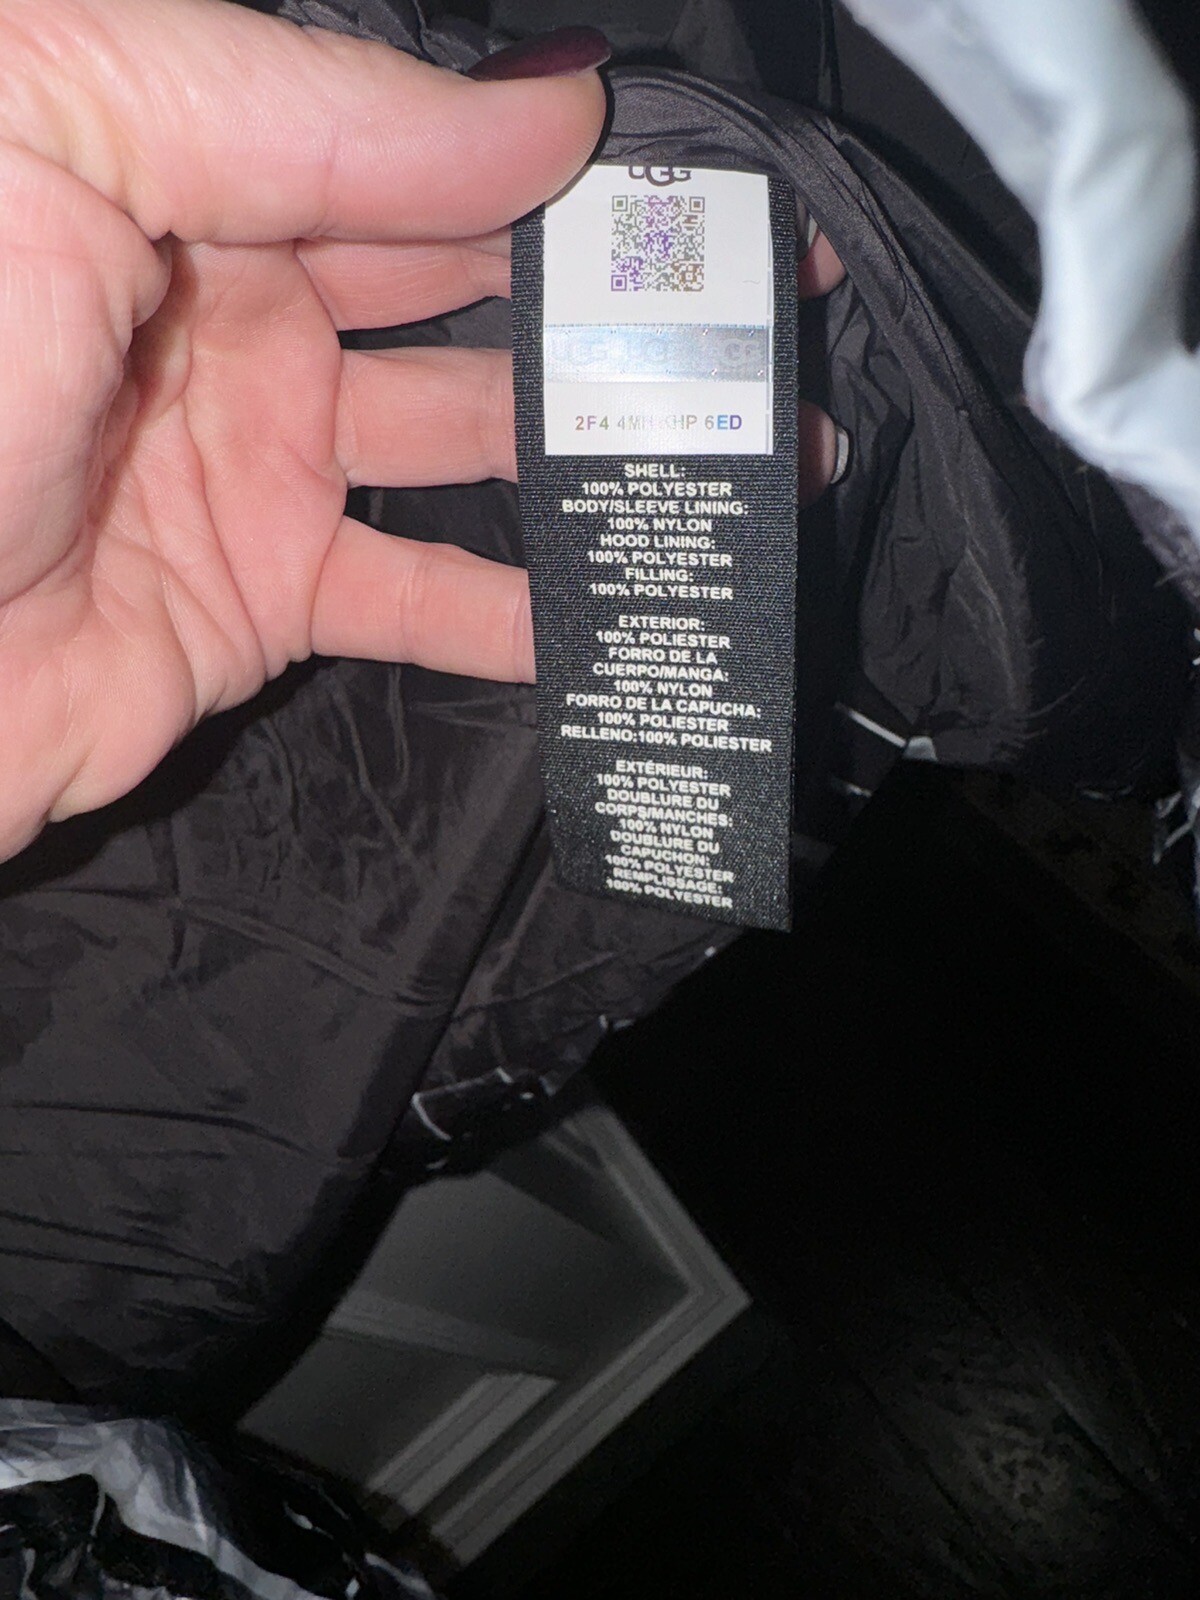 UGG
2F4 6ED
SHELL:
100% POLYESTER
BODY/SLEEVE LINING:
100% NYLON
HOOD LINING:
100% POLYESTER
FILLING:
100% POLYESTER
EXTERIOR:
100% POLIESTER
FORRO DE LA
CUERPO/MANGA:
100% NYLON
FORRO DE LA CAPUCHA:
100% POLIESTER
RELLENO:100% POLIESTER
EXTÉRIEUR:
100% POLYESTER
DOUBLURE DU
CORPS/MANCHES:
100% NYLON
DOUBLURE DU
CAPUCHON:
100% POLYESTER
REMPLISSAGE:
100% POLYESTER